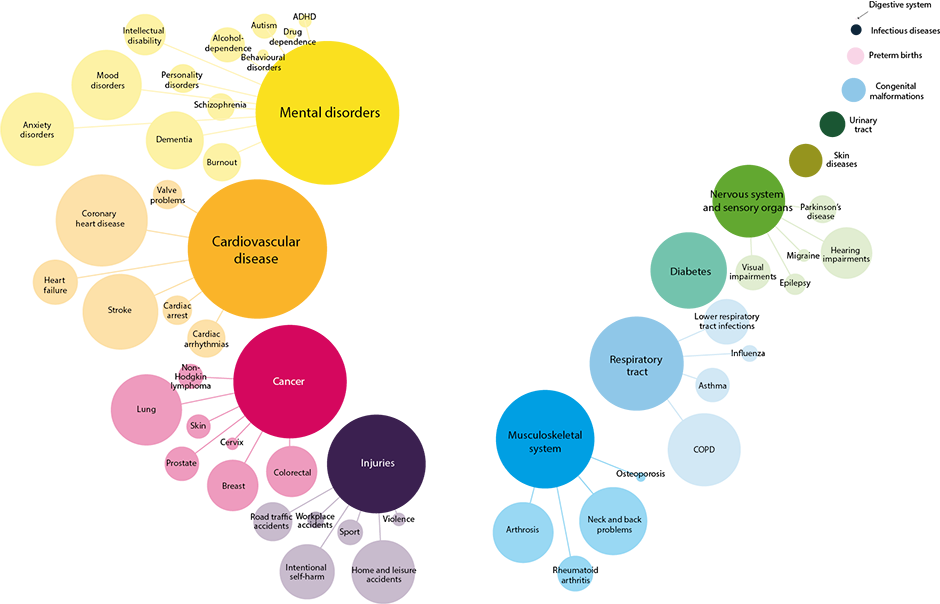 Intellectual
disability
Autism
ADHD
Alcohol-
dependence
Drug
dependence
Behavioural
disorders
Mood
disorders
Personality
disorders
Schizophrenia
Mental disorders
Anxiety
disorders
Dementia
Burnout
Valve
problems
Coronary
heart disease
Cardiovascular
disease
Heart
failure
Stroke
Cardiac
arrest
Cardiac
arrhythmias
Non-
Hodgkin
lymphoma
Cancer
Lung
Skin
Cervix
Prostate
Breast
Colorectal
Injuries
Road traffic
accidents
Workplace
accidents
Violence
Sport
Intentional
self-harm
Home and leisure
accidents
Digestive system
Infectious diseases
Preterm births
Congenital
malformations
Urinary
tract
Skin
diseases
Nervous system
and sensory organs
Parkinson's
disease
Hearing
impairments
Migraine
Epilepsy
Visual
impairments
Diabetes
Lower respiratory
tract infections
Influenza
Respiratory
tract
Asthma
COPD
Musculoskeletal
system
Osteoporosis
Arthrosis
Neck and back
problems
Rheumatoid
arthritis